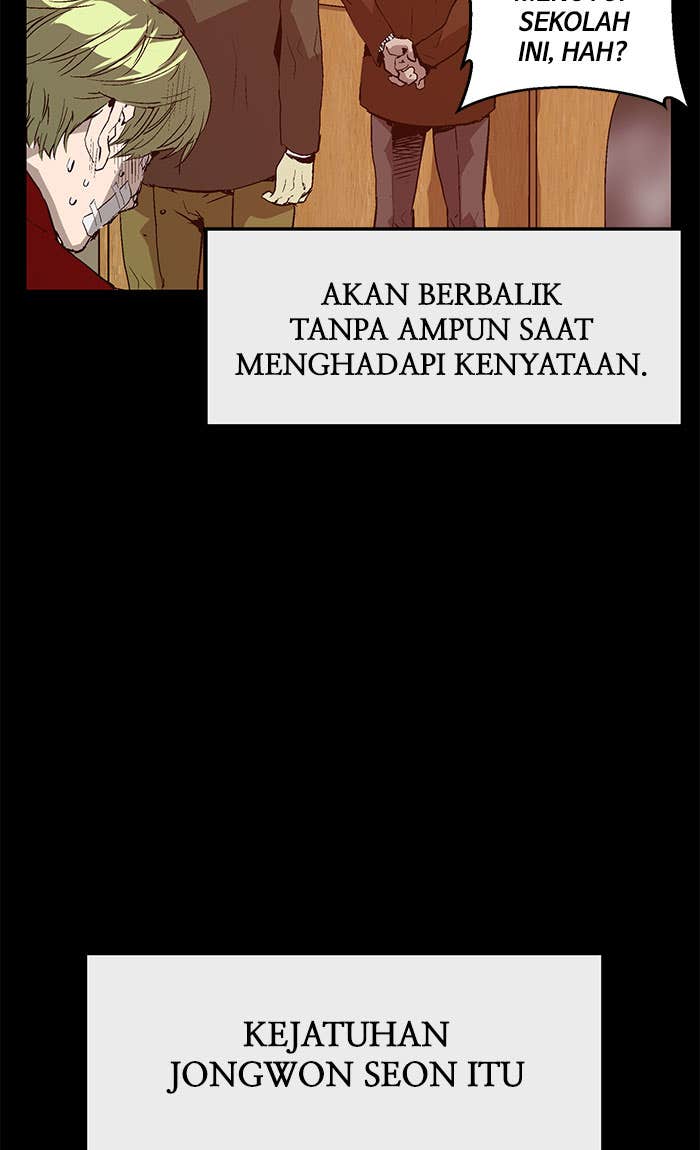 SEKOLAH
INI, HAH?
AKAN BERBALIK
TANPA AMPUN SAAT
MENGHADAPI KENYATAAN.
KEJATUHAN
JONGWON SEON ITU